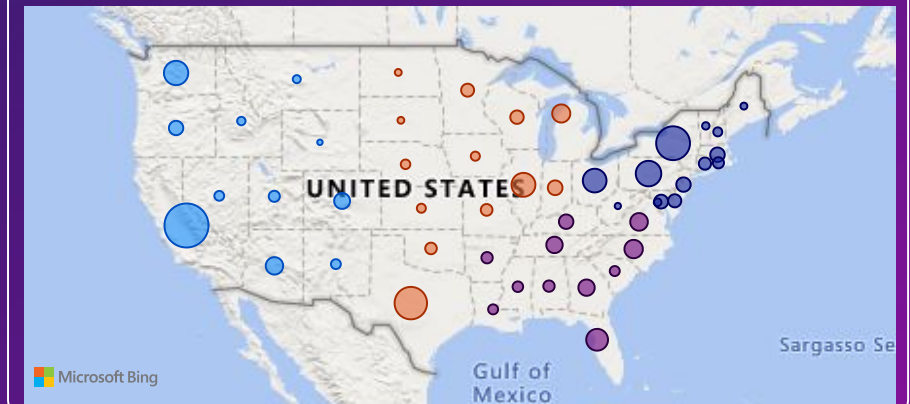 UNITED STATES
Sargasso Se
Gulf of
Mexico
Microsoft Bing